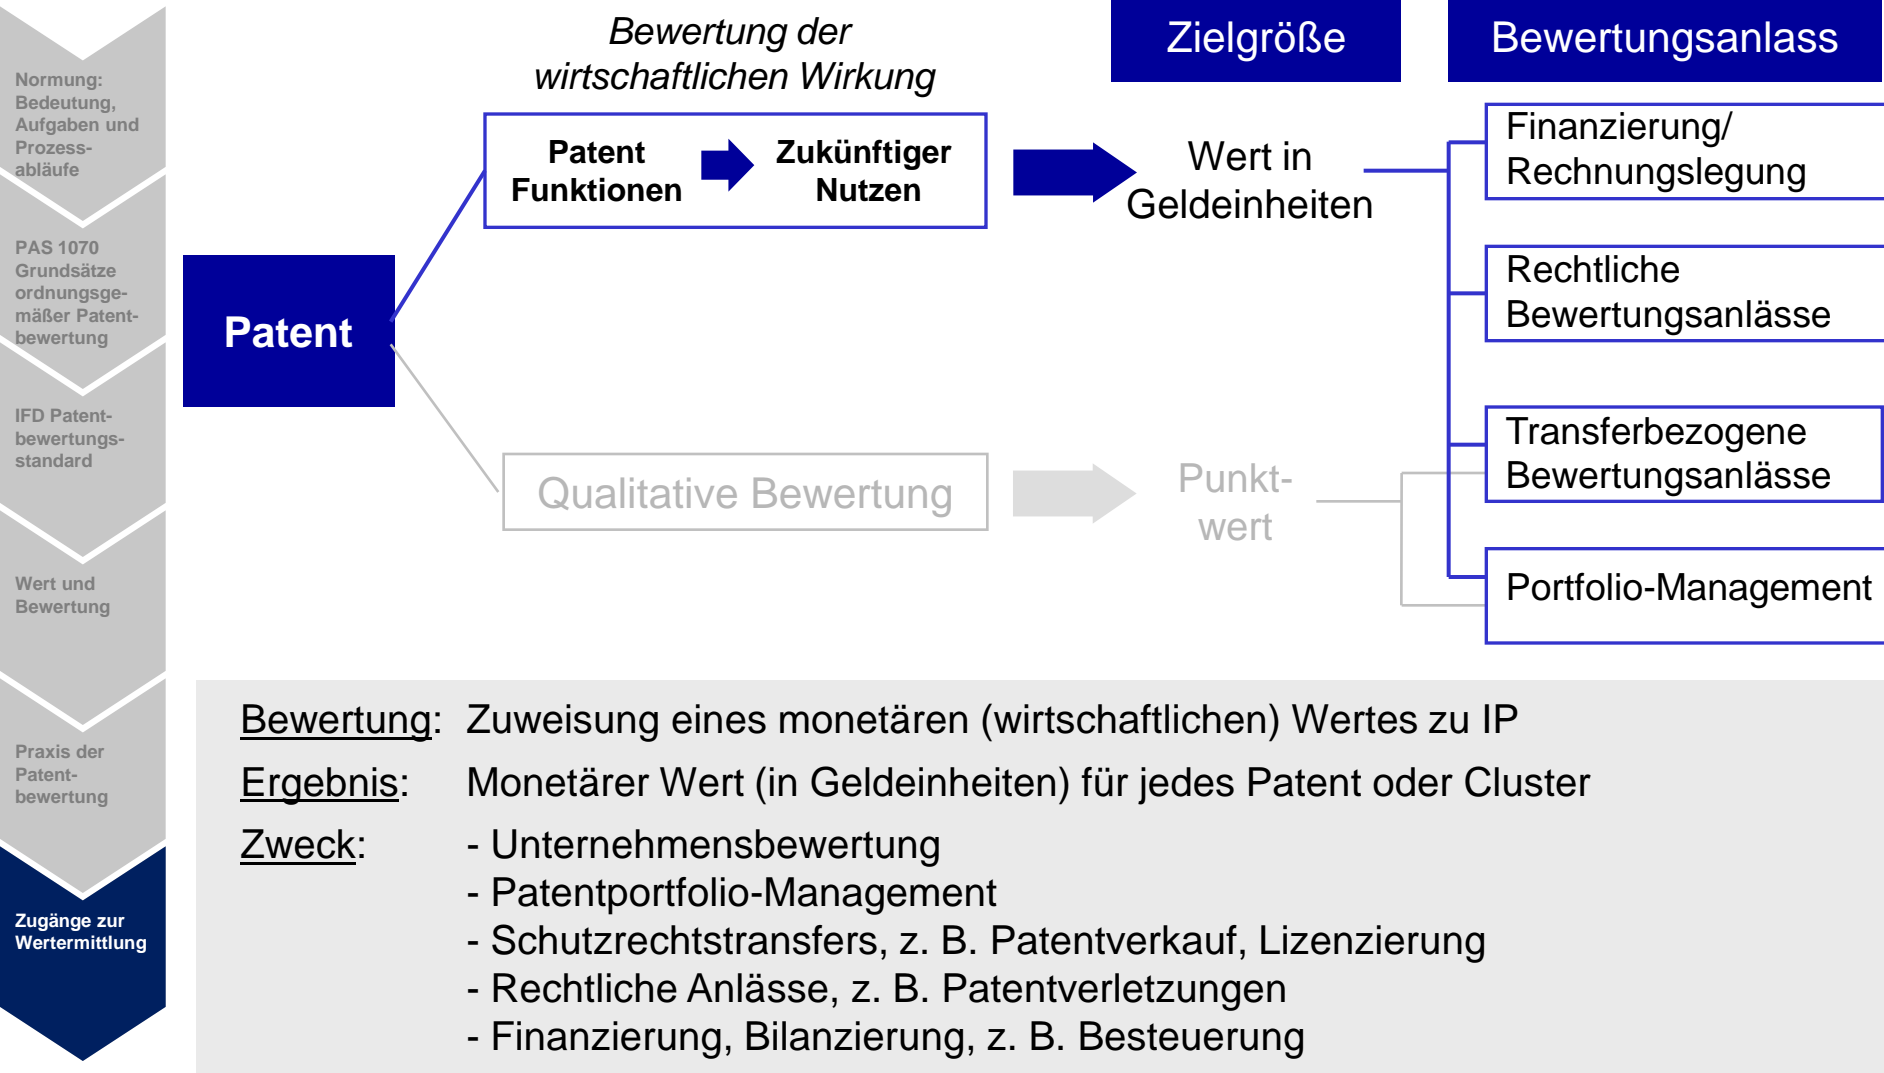 Normung:
Bedeutung,
Aufgaben und
Prozess-
abläufe
PAS 1070
Grundsätze
ordnungsge-
mäßer Patent-
bewertung
IFD Patent-
bewertungs-
standard
Wert und
Bewertung
Praxis der
Patent-
bewertung
Zugänge zur
Wertermittlung
Bewertung der
wirtschaftlichen Wirkung
Zielgröße
Bewertungsanlass
Patent
Patent
Funktionen
Zukünftiger
Nutzen
Wert in
Geldeinheiten
Finanzierung/
Rechnungslegung
Rechtliche
Bewertungsanlässe
Qualitative Bewertung
Punkt-
wert
Transferbezogene
Bewertungsanlässe
Portfolio-Management
Bewertung: Zuweisung eines monetären (wirtschaftlichen) Wertes zu IP
Ergebnis: Monetärer Wert (in Geldeinheiten) für jedes Patent oder Cluster
Zweck: - Unternehmensbewertung
- Patentportfolio-Management
- Schutzrechtstransfers, z. B. Patentverkauf, Lizenzierung
- Rechtliche Anlässe, z. B. Patentverletzungen
- Finanzierung, Bilanzierung, z. B. Besteuerung